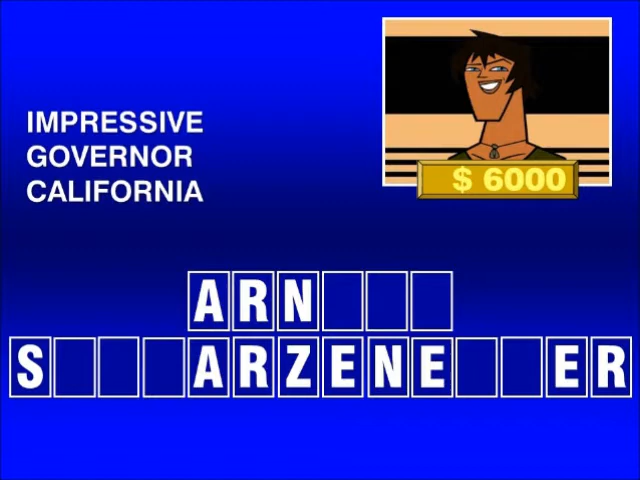 IMPRESSIVE
GOVERNOR
CALIFORNIA
$ 6000
ARN
S ARZENE ER